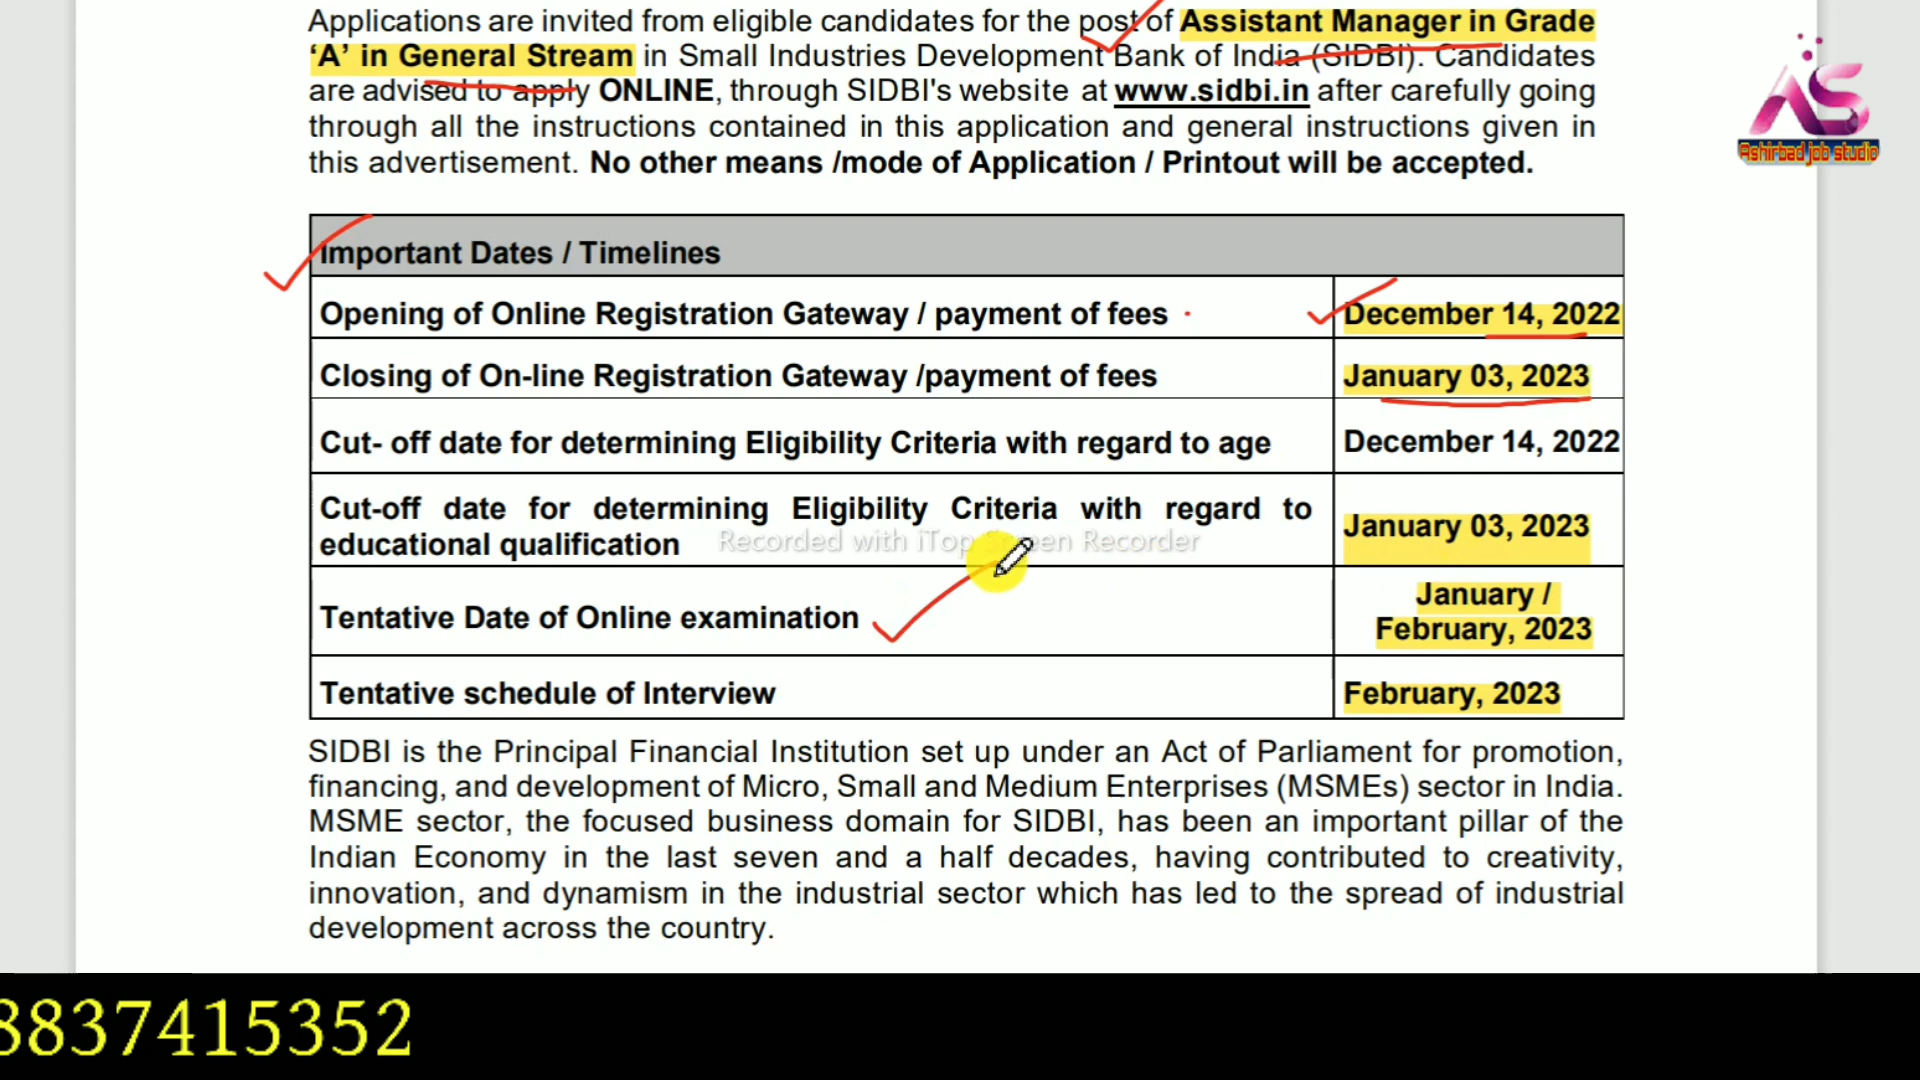 Applications are invited from eligible candidates for the post of Assistant Manager in Grade
‘A’ in General Stream in Small Industries Development Bank of India (SIDBI). Candidates
are advised to apply ONLINE, through SIDBI's website at www.sidbi.in after carefully going
through all the instructions contained in this application and general instructions given in
this advertisement. No other means /mode of Application / Printout will be accepted.
AS
Ashirbad job studio
Important Dates / Timelines
Opening of Online Registration Gateway / payment of fees December 14, 2022
Closing of On-line Registration Gateway /payment of fees January 03, 2023
Cut- off date for determining Eligibility Criteria with regard to age December 14, 2022
Cut-off date for determining Eligibility Criteria with regard to
educational qualification
January 03, 2023
Recorded with iTop Screen Recorder
Tentative Date of Online examination
January /
February, 2023
Tentative schedule of Interview February, 2023
SIDBI is the Principal Financial Institution set up under an Act of Parliament for promotion,
financing, and development of Micro, Small and Medium Enterprises (MSMEs) sector in India.
MSME sector, the focused business domain for SIDBI, has been an important pillar of the
Indian Economy in the last seven and a half decades, having contributed to creativity,
innovation, and dynamism in the industrial sector which has led to the spread of industrial
development across the country.
8837415352